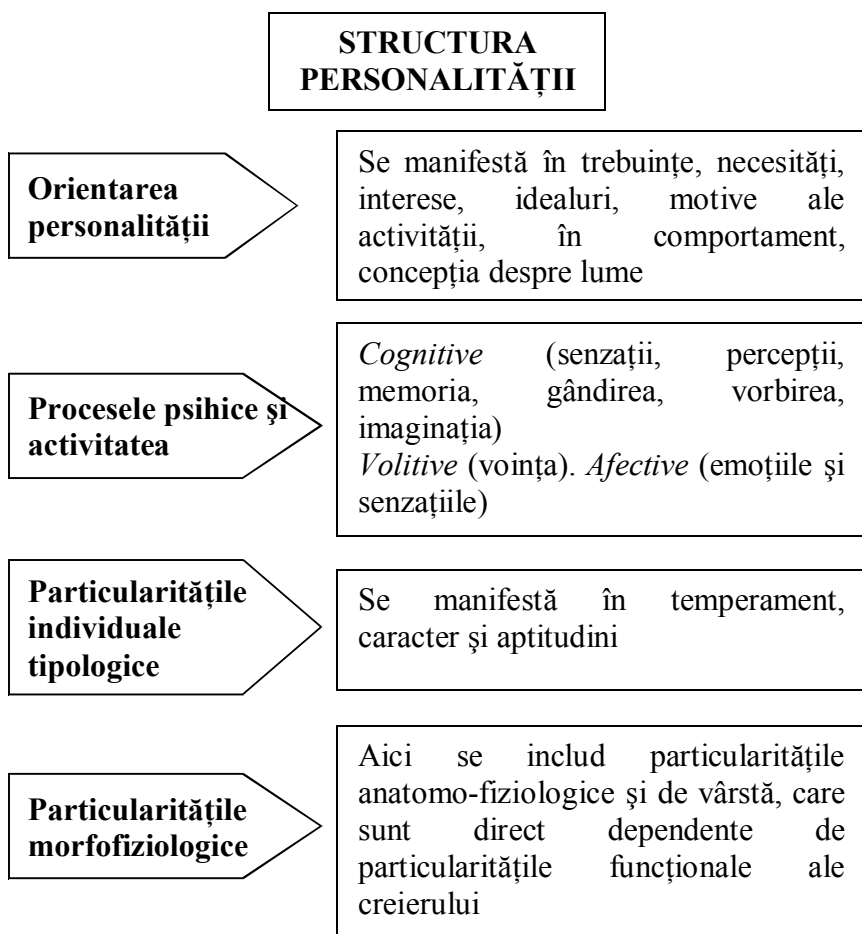 STRUCTURA
PERSONALITĂȚII
Orientarea
personalității
Se manifestă în trebuințe, necesități,
interese, idealuri, motive ale
activității, în comportament,
concepția despre lume
Procesele psihice şi
activitatea
Cognitive (senzații, percepții,
memoria, gândirea, vorbirea,
imaginația)
Volitive (voința). Afective (emoțiile şi
senzațiile)
Particularitățile
individuale
tipologice
Se manifestă în temperament,
caracter şi aptitudini
Particularitățile
morfofiziologice
Aici se includ particularitățile
anatomo-fiziologice şi de vârstă, care
sunt direct dependente de
particularitățile funcționale ale
creierului